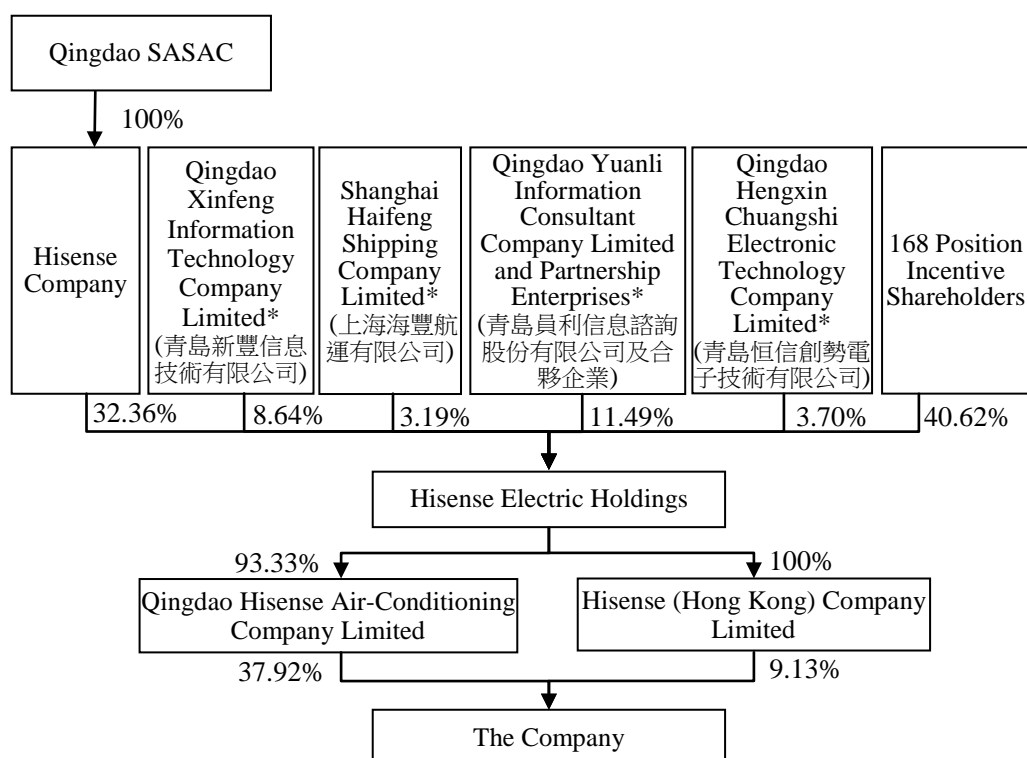 Qingdao SASAC
100%
Hisense
Company
Qingdao
Xinfeng
Information
Technology
Company
Limited*
(青島新豐信息
技術有限公司)
Shanghai
Haifeng
Shipping
Company
Limited*
(上海海豐航
運有限公司)
Qingdao Yuanli
Information
Consultant
Company Limited
and Partnership
Enterprises*
(青島員利信息諮詢
股份有限公司及合
夥企業)
Qingdao
Hengxin
Chuangshi
Electronic
Technology
Company
Limited*
(青島恒信創勢電
子技術有限公司)
168 Position
Incentive
Shareholders
32.36%
8.64%
3.19%
11.49%
3.70%
40.62%
Hisense Electric Holdings
93.33%
100%
Qingdao Hisense Air-Conditioning
Company Limited
Hisense (Hong Kong) Company
Limited
37.92%
9.13%
The Company